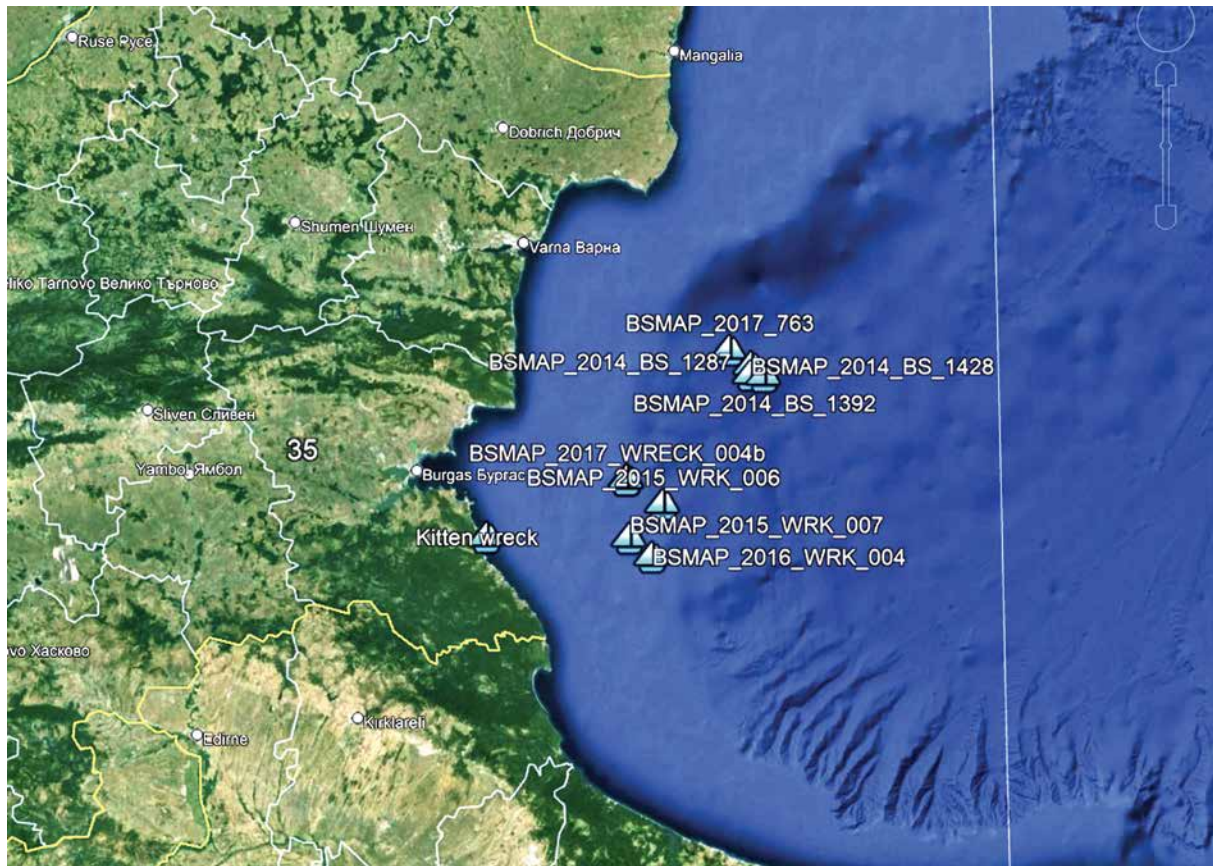 Ruse Русе
Mangalia
Dobrich Добрич
Shumen Шумен
Varna Варна
liko Tarnovo Велико Търново
BSMAP_2017_763
BSMAP_2014_BS_1287
BSMAP_2014_BS_1428
BSMAP_2014_BS_1392
Sliven Сливен
35
Yambol Ямбол
BSMAP_2017_WRECK_004b
Burgas Бургас
BSMAP_2015_WRK_006
BSMAP_2015_WRK_007
Kitten wreck
BSMAP_2016_WRK_004
ovo Хасково
Kırklareli
Edirne